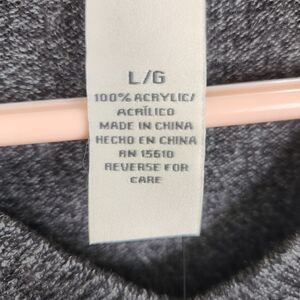 L/G
100% ACRYLIC/
ACRÍLICO
MADE IN CHINA
HECHO EN CHINA
RN 15610
REVERSE FOR
CARE